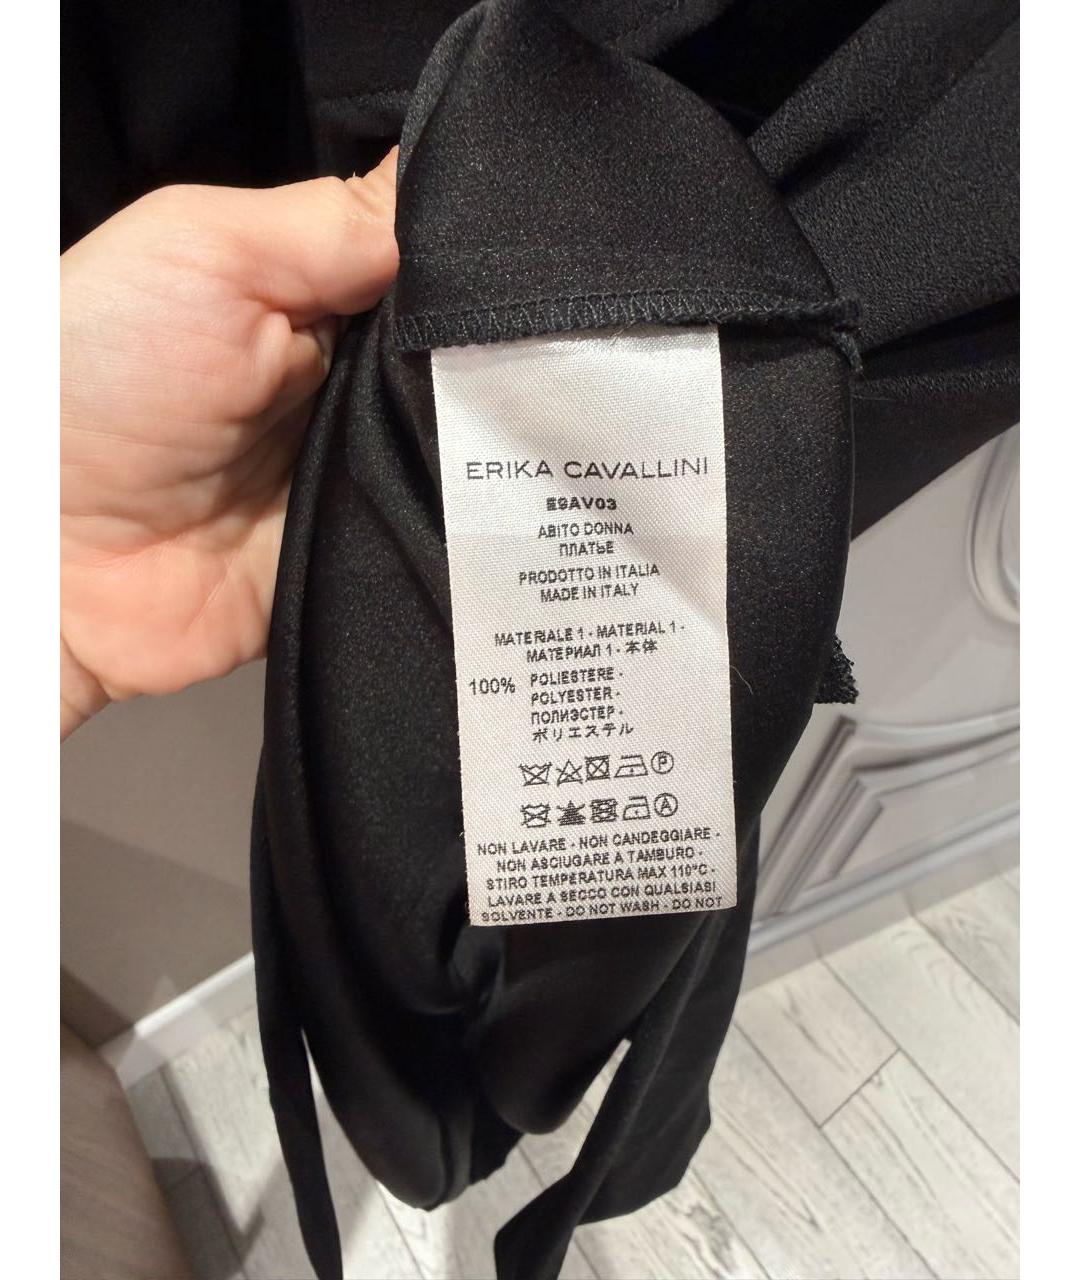 ERIKA CAVALLINI
E9AV03
ABITO DONNA
ПЛАТЬЕ
PRODOTTO IN ITALIA
MADE IN ITALY
MATERIALE 1 - MATERIAL 1 -
МАТЕРИАЛ 1 - 本体
100% POLIESTERE -
POLYESTER -
ПОЛИЭСТЕР -
ポリエステル
P
A
NON LAVARE - NON CANDEGGIARE -
NON ASCIUGARE A TAMBURO -
STIRO TEMPERATURA MAX 110°C -
LAVARE A SECCO CON QUALSIASI
SOLVENTE - DO NOT WASH - DO NOT